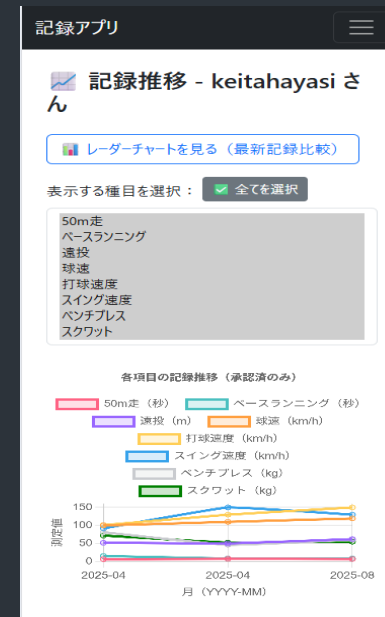 記録アプリ
📈 記録推移 - keitahayasi さ
ん
📊 レーダーチャートを見る（最新記録比較）
表示する種目を選択： ✅ 全てを選択
50m走
ベースランニング
遠投
球速
打球速度
スイング速度
ベンチプレス
スクワット
各項目の記録推移（承認済のみ）
50m走（秒） ベースランニング（秒）
遠投（m） 球速（km/h）
打球速度（km/h）
スイング速度（km/h）
ベンチプレス（kg）
スクワット（kg）
測定値
150
100
50
0
2025-04 2025-04 2025-08
月（YYYY-MM）